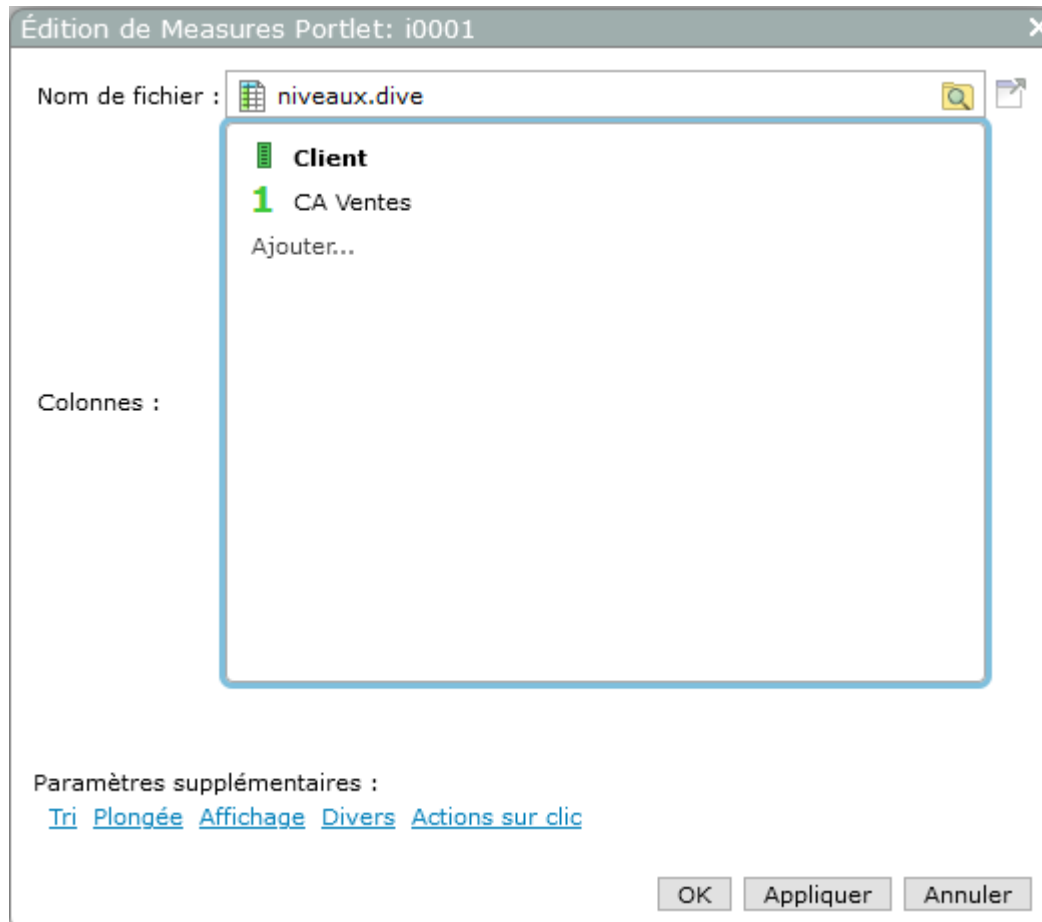 Édition de Measures Portlet: i0001
Nom de fichier : niveaux.dive
Client
1 CA Ventes
Ajouter...
Colonnes :
Paramètres supplémentaires :
Tri Plongée Affichage Divers Actions sur clic
OK Appliquer Annuler